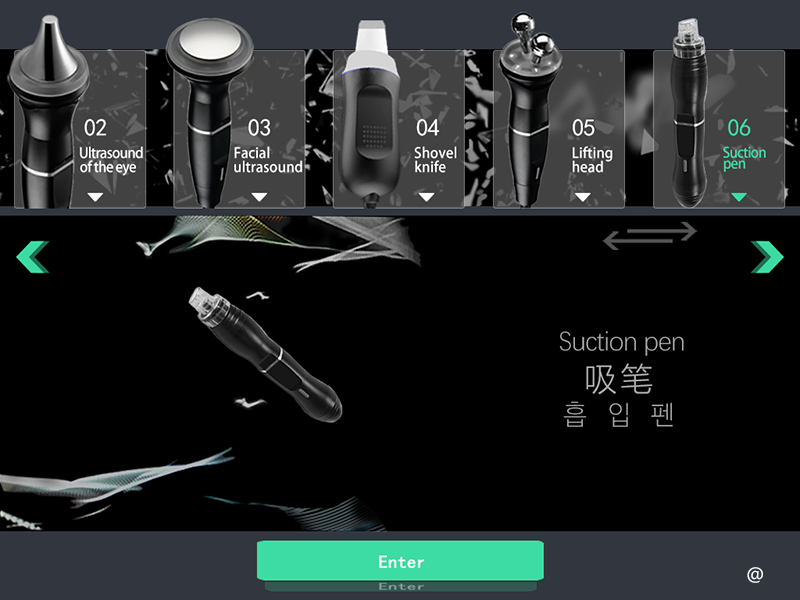 02
Ultrasound
of the eye
03
Facial
ultrasound
04
Shovel
knife
05
Lifting
head
06
Suction
pen
Suction pen
吸笔
흡 입 펜
Enter
Enter
@